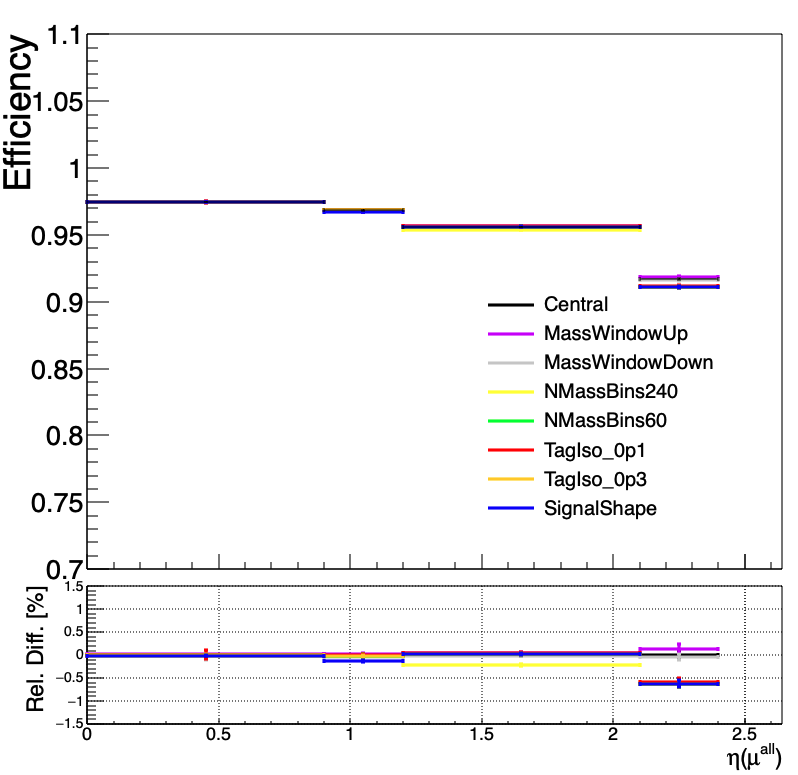 Efficiency
1.1
1.05
1
0.95
0.9
0.85
0.8
0.75
0.7
Central
MassWindowUp
MassWindowDown
NMassBins240
NMassBins60
TagIso_0p1
TagIso_0p3
SignalShape
Rel. Diff. [%]
1.5
1
0.5
0
−0.5
−1
−1.5
0 0.5 1 1.5 2 2.5
η(μ^all)